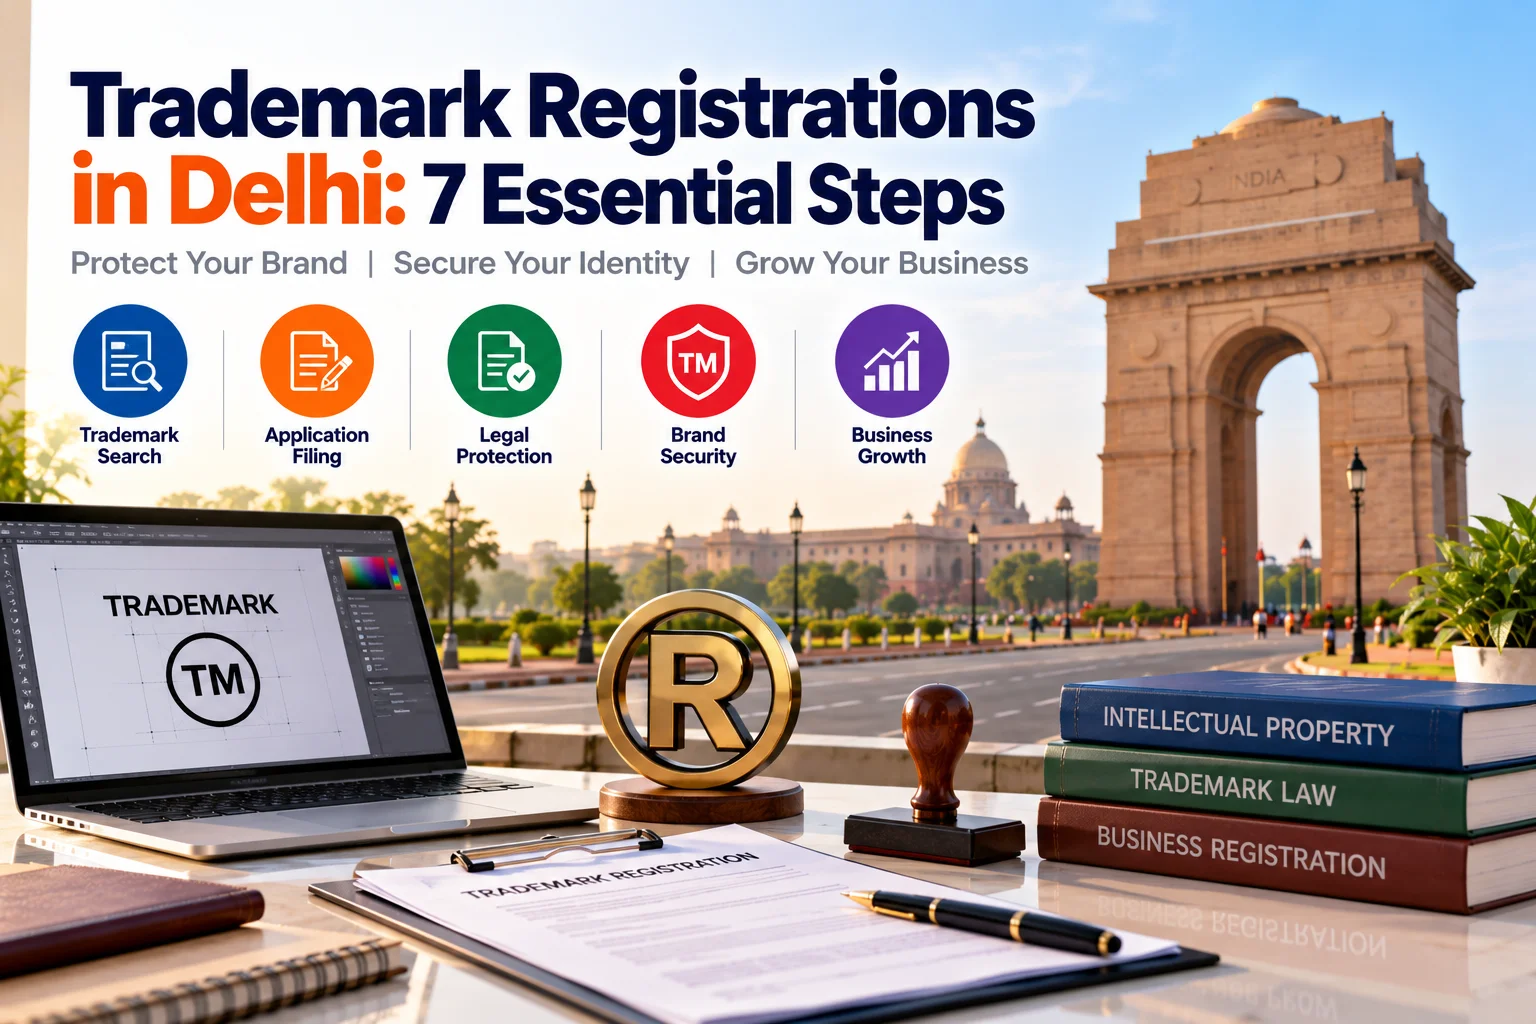 Trademark Registrations
in Delhi: 7 Essential Steps
Protect Your Brand | Secure Your Identity | Grow Your Business
TM
Trademark
Search
Application
Filing
Legal
Protection
Brand
Security
Business
Growth
INDIA
TRADEMARK
TM
R
INTELLECTUAL PROPERTY
TRADEMARK LAW
BUSINESS REGISTRATION
TRADEMARK REGISTRATION